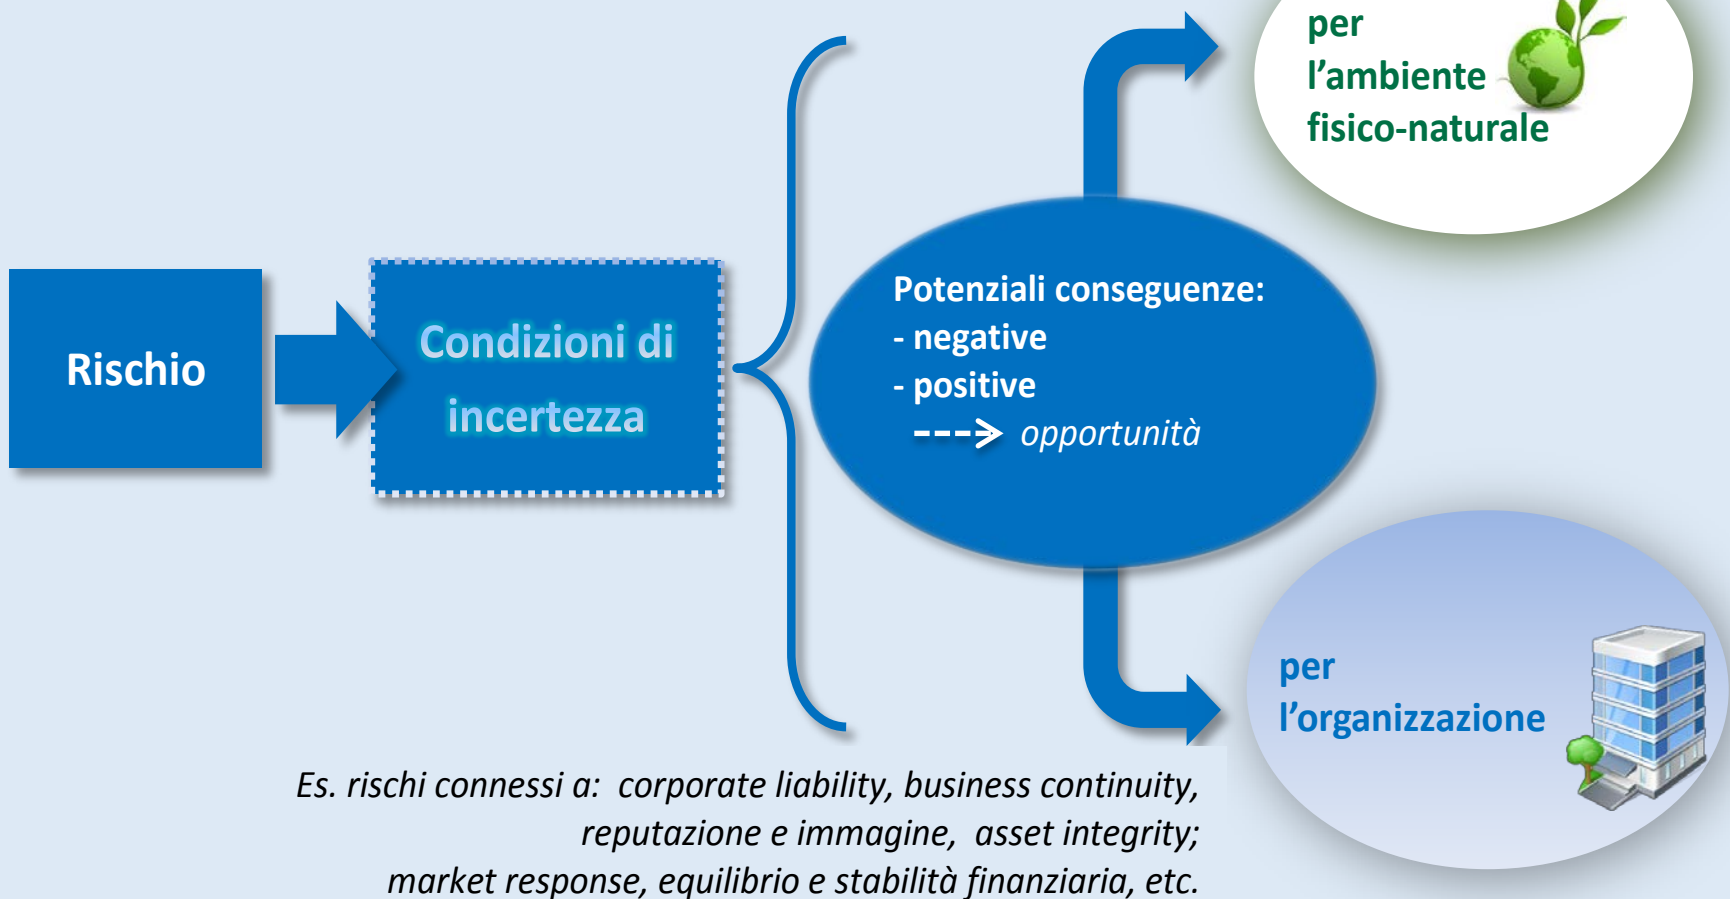 per
l’ambiente
fisico-naturale
Rischio
Condizioni di
incertezza
Potenziali conseguenze:
- negative
- positive
opportunità
per
l’organizzazione
Es. rischi connessi a: corporate liability, business continuity,
reputazione e immagine, asset integrity;
market response, equilibrio e stabilità finanziaria, etc.